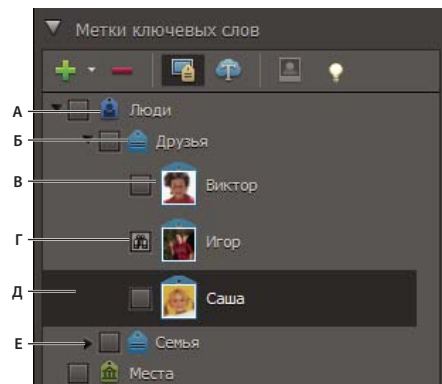 Метки ключевых слов
А
Люди
Б
Друзья
В
Виктор
Г
Игор
Д
Саша
Е
Семья
Места